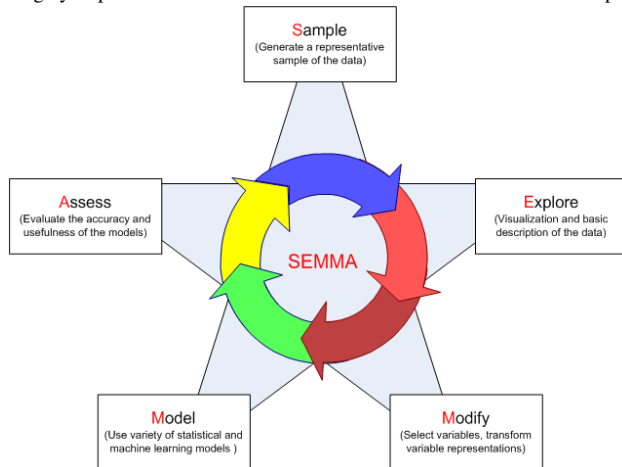 Sample
(Generate a representative
sample of the data)
Assess
(Evaluate the accuracy and
usefulness of the models)
Explore
(Visualization and basic
description of the data)
SEMMA
Model
(Use variety of statistical and
machine learning models )
Modify
(Select variables, transform
variable representations)